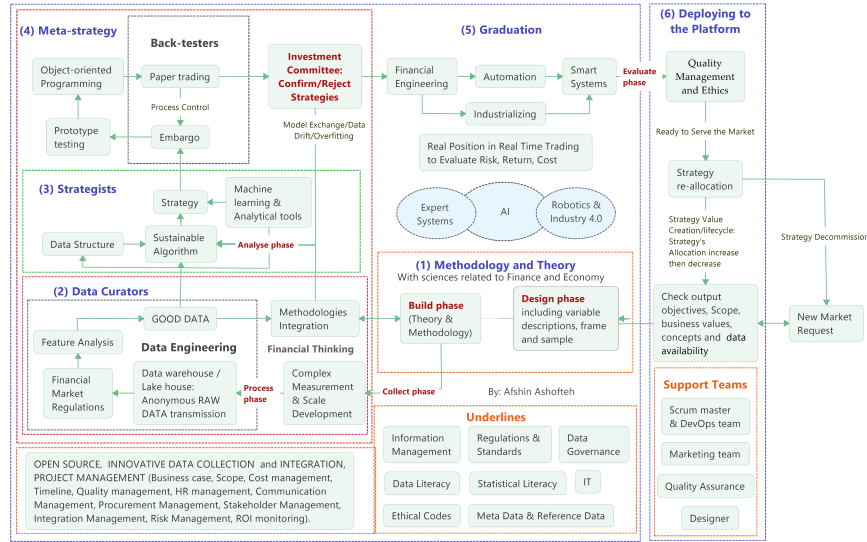 (4) Meta-strategy
Back-testers
Object-oriented
Programming
Paper trading
Process Control
Prototype
testing
Embargo
Investment
Committee:
Confirm/Reject
Strategies
Model Exchange/Data
Drift/Overfitting
(5) Graduation
Financial
Engineering
Automation
Smart
Systems
Industrializing
Evaluate
phase
Real Position in Real Time Trading
to Evaluate Risk, Return, Cost
Expert
Systems
AI
Robotics &
Industry 4.0
(6) Deploying to
the Platform
Quality
Management
and Ethics
Ready to Serve the Market
Strategy
re-allocation
Strategy Value
Creation/lifecycle:
Strategy's
Allocation increase
then decrease
Strategy Decommission
Check output
objectives, Scope,
business values,
concepts and data
availability
New Market
Request
(3) Strategists
Strategy
Machine
learning &
Analytical tools
Data Structure
Sustainable
Algorithm
Analyse phase
(2) Data Curators
GOOD DATA
Methodologies
Integration
Feature Analysis
Data Engineering
Financial Thinking
Financial
Market
Regulations
Data warehouse /
Lake house:
Anonymous RAW
DATA transmission
Process
phase
Complex
Measurement
& Scale
Development
Collect phase
(1) Methodology and Theory
With sciences related to Finance and Economy
Build phase
(Theory &
Methodology)
Design phase
including variable
descriptions, frame
and sample
By: Afshin Ashofteh
Underlines
Information
Management
Regulations &
Standards
Data
Governance
Data Literacy
Statistical Literacy
IT
Ethical Codes
Meta Data & Reference Data
Support Teams
Scrum master
& DevOps team
Marketing team
Quality Assurance
Designer
OPEN SOURCE, INNOVATIVE DATA COLLECTION and INTEGRATION,
PROJECT MANAGEMENT (Business case, Scope, Cost management,
Timeline, Quality management, HR management, Communication
Management, Procurement Management, Stakeholder Management,
Integration Management, Risk Management, ROI monitoring).